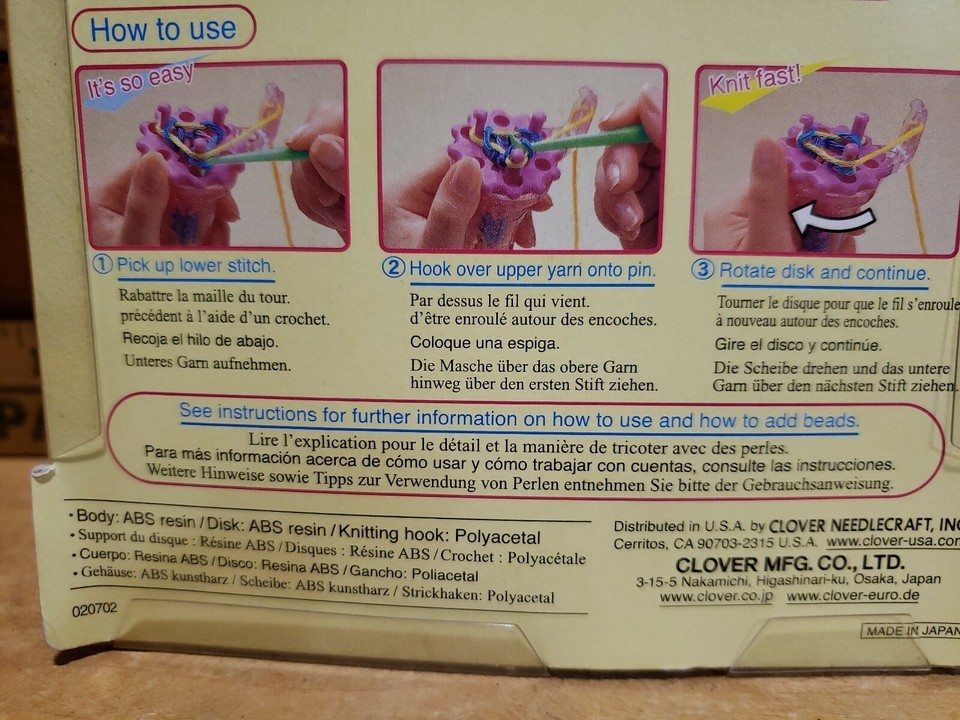 How to use
It's so easy
Knit fast!
① Pick up lower stitch.
Rabattre la maille du tour.
précédent à l'aide d'un crochet.
Recoja el hilo de abajo.
Unteres Garn aufnehmen.
② Hook over upper yarn onto pin.
Par dessus le fil qui vient.
d'être enroulé autour des encoches.
Coloque una espiga.
Die Masche über das obere Garn
hinweg über den ersten Stift ziehen.
③ Rotate disk and continue.
Tourner le disque pour que le fil s'enroule
à nouveau autour des encoches.
Gire el disco y continúe.
Die Scheibe drehen und das untere
Garn über den nächsten Stift ziehen.
See instructions for further information on how to use and how to add beads.
Lire l'explication pour le détail et la manière de tricoter avec des perles.
Para más información acerca de cómo usar y cómo trabajar con cuentas, consulte las instrucciones.
Weitere Hinweise sowie Tipps zur Verwendung von Perlen entnehmen Sie bitte der Gebrauchsanweisung.
• Body: ABS resin / Disk: ABS resin / Knitting hook: Polyacetal
• Support du disque : Résine ABS / Disques : Résine ABS / Crochet : Polyacétale
• Cuerpo: Resina ABS / Disco: Resina ABS / Gancho: Poliacetal
• Gehäuse: ABS kunstharz / Scheibe: ABS kunstharz / Strickhaken: Polyacetal
020702
Distributed in U.S.A. by CLOVER NEEDLECRAFT, INC
Cerritos, CA 90703-2315 U.S.A. www.clover-usa.com
CLOVER MFG. CO., LTD.
3-15-5 Nakamichi, Higashinari-ku, Osaka, Japan
www.clover.co.jp www.clover-euro.de
MADE IN JAPAN